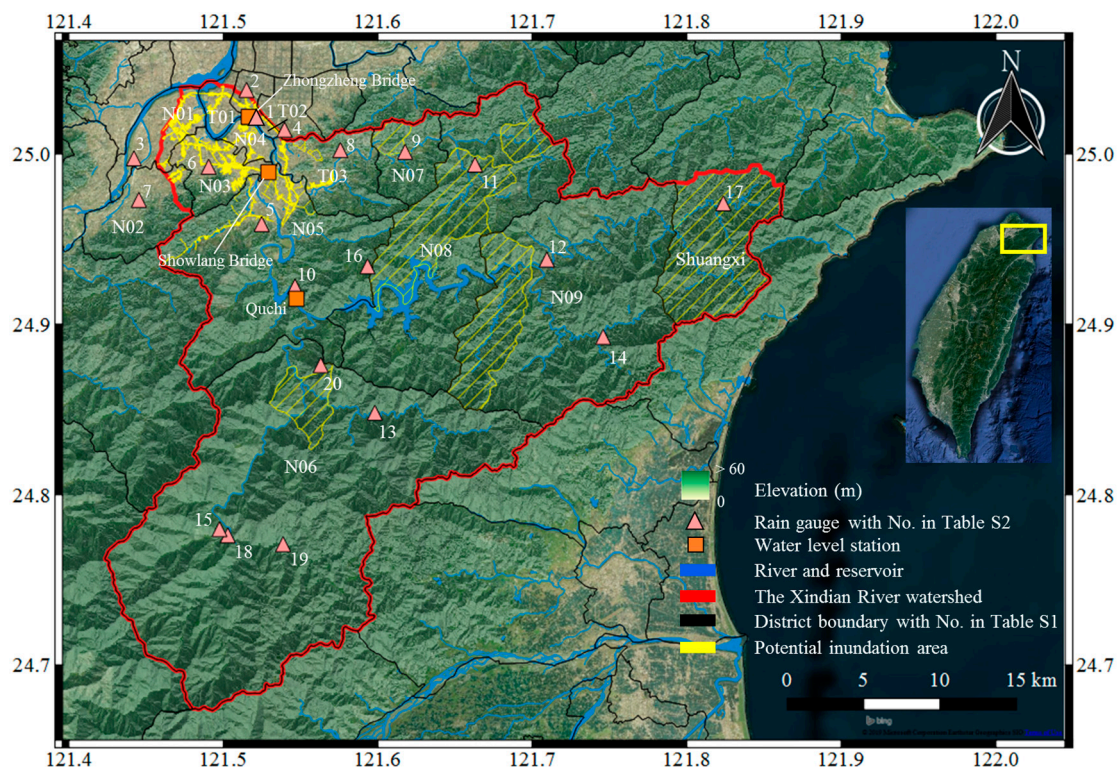 121.4 121.5 121.6 121.7 121.8 121.9 122.0
N
2 Zhongzheng Bridge
N01 T01 1 T02
N04 4
25.0 3 8 9 25.0
6 N03 T03 N07 11
7
N02 5 N05 17
12
Showlang Bridge 16 N08 Shuangxi
10 N09
Quchi
24.9 14 24.9
20
13
N06
24.8 24.8
15
18 19
24.7 24.7
> 60
0
Elevation (m)
Rain gauge with No. in Table S2
Water level station
River and reservoir
The Xindian River watershed
District boundary with No. in Table S1
Potential inundation area
0 5 10 15 km
bing
121.4 121.5 121.6 121.7 121.8 121.9 122.0